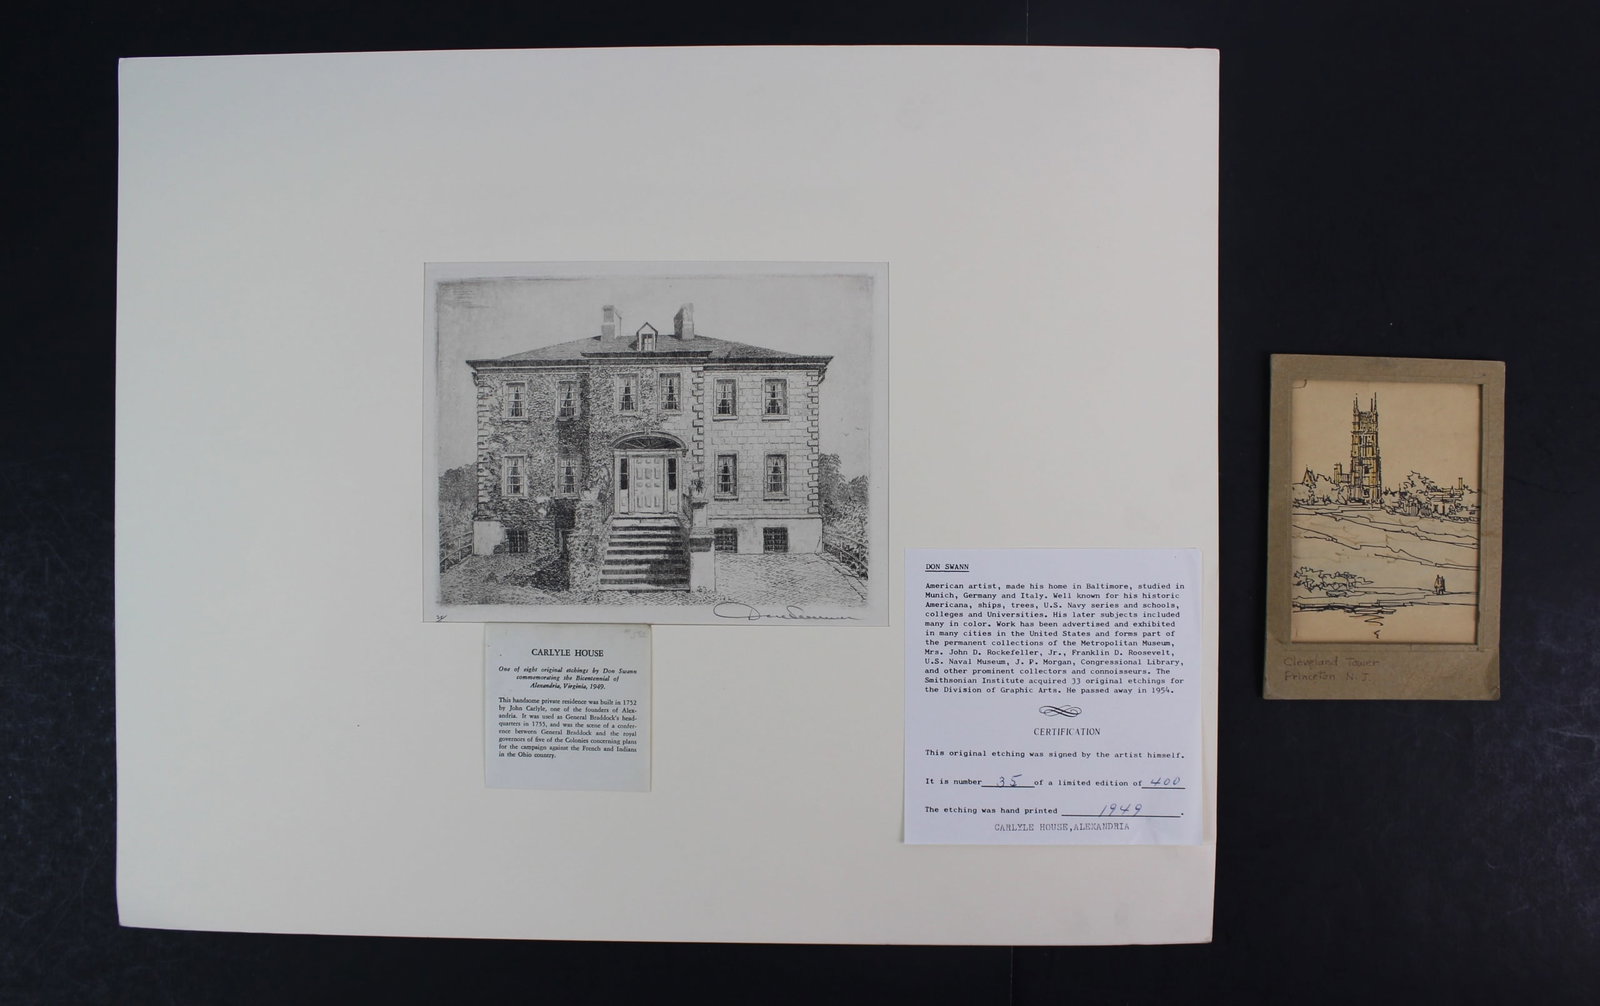 CARLYLE HOUSE
One of eight original etchings by Don Swann
commemorating the Bicentennial of
Alexandria, Virginia, 1949.
This handsome private residence was built in 1752
by John Carlyle, one of the founders of Alex-
andria. It was used as General Braddock's head-
quarters in 1755, and was the scene of a confer-
ence between General Braddock and the royal
governors of five of the Colonies concerning plans
for the campaign against the French and Indians
in the Ohio country.
DON SWANN
American artist, made his home in Baltimore, studied in
Munich, Germany and Italy. Well known for his historic
Americana, ships, trees, U.S. Navy series and schools,
colleges and Universities. His later subjects included
many in color. Work has been advertised and exhibited
in many cities in the United States and forms part of
the permanent collections of the Metropolitan Museum,
Mrs. John D. Rockefeller, Jr., Franklin D. Roosevelt,
U.S. Naval Museum, J. P. Morgan, Congressional Library,
and other prominent collectors and connoisseurs. The
Smithsonian Institute acquired 33 original etchings for
the Division of Graphic Arts. He passed away in 1954.
CERTIFICATION
This original etching was signed by the artist himself.
It is number 35 of a limited edition of 400
The etching was hand printed 1949.
CARLYLE HOUSE, ALEXANDRIA
Cleveland Tower
Princeton N.J.